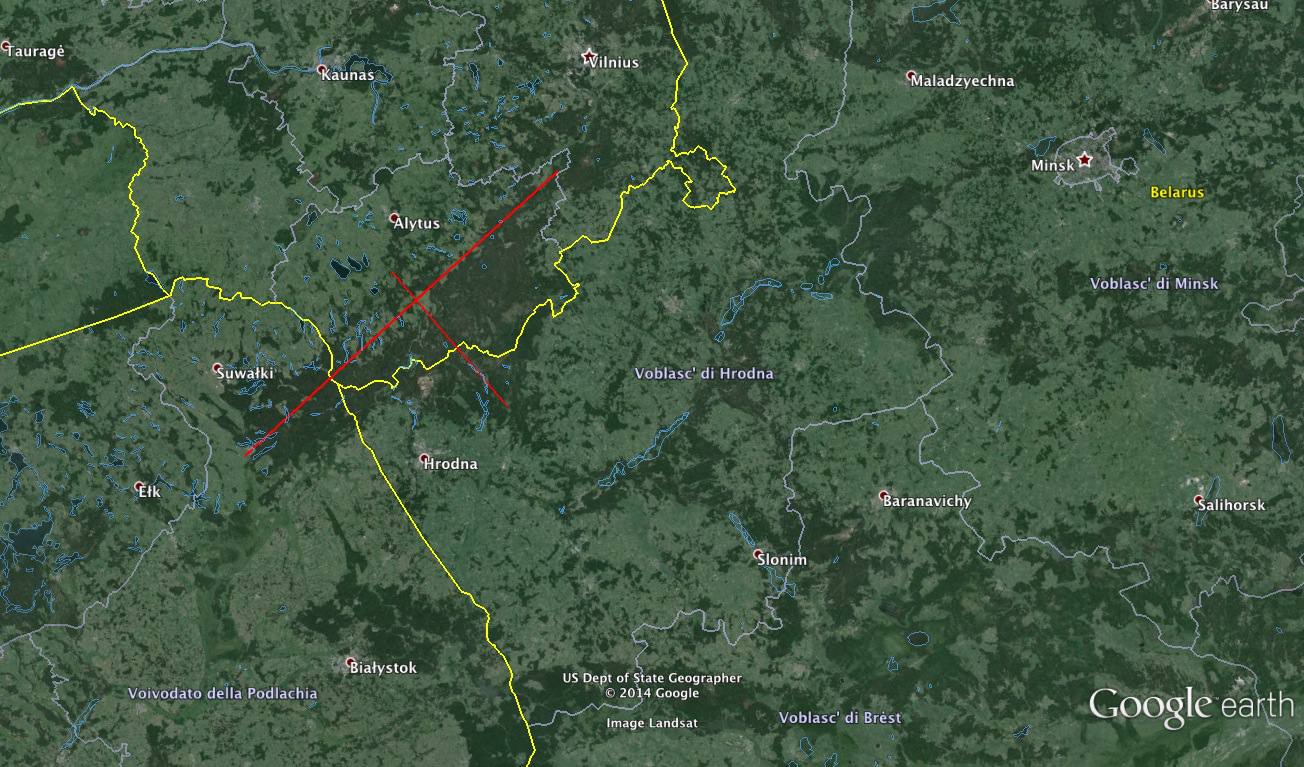 Barysau
Tauragė
Vilnius
Kaunas
Maladzyechna
Minsk
Belarus
Alytus
Voblasc' di Minsk
Suwałki
Voblasc' di Hrodna
Hrodna
Ełk
Baranavichy
Salihorsk
Slonim
Białystok
US Dept of State Geographer
© 2014 Google
Voivodato della Podlachia
Google earth
Image Landsat
Voblasc' di Brėst